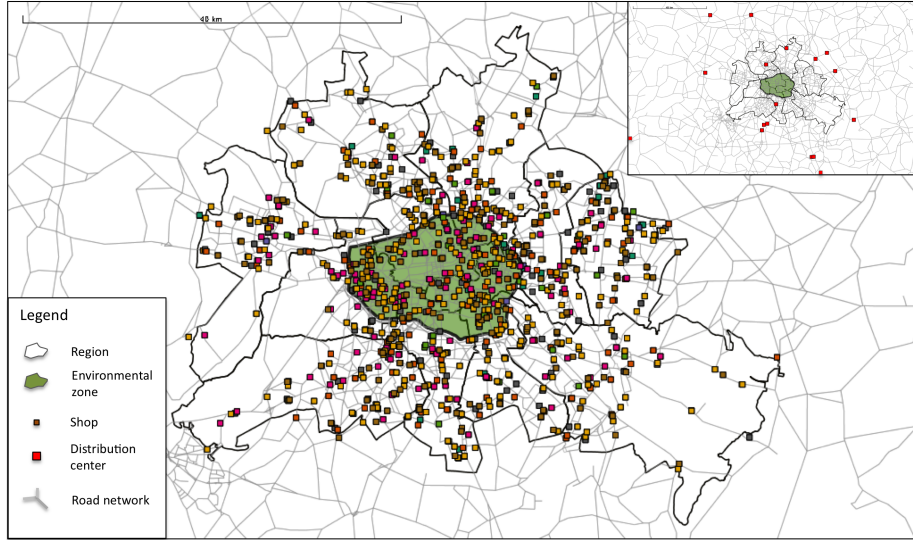 40 km
Legend
Region
Environmental
zone
Shop
Distribution
center
Road network